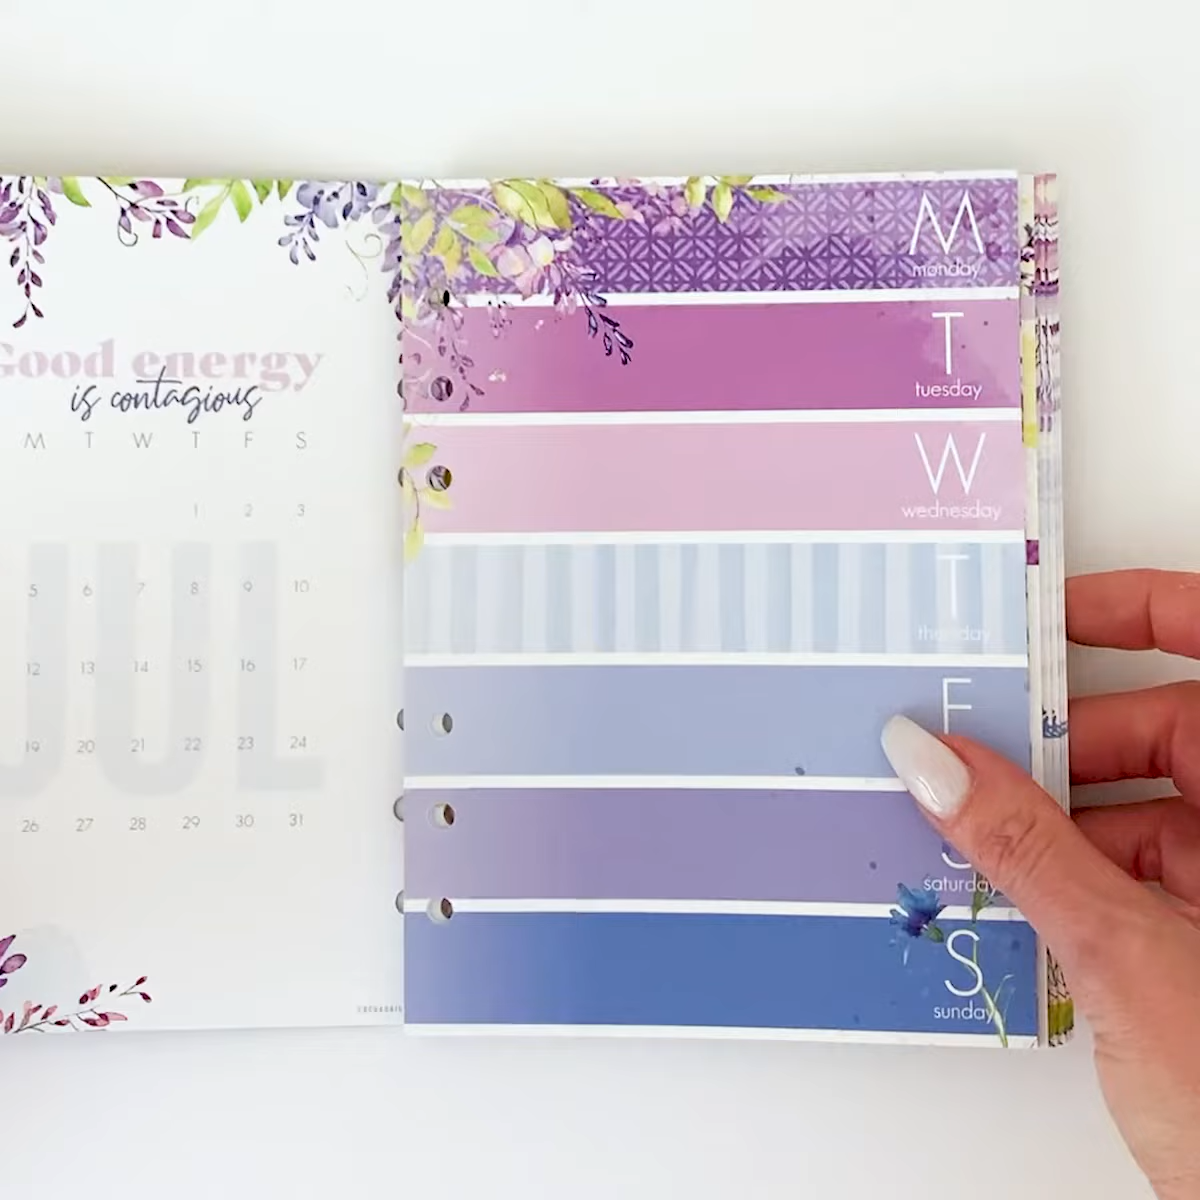 Good energy
is contagious
M T W T F S
1 2 3
5 6 7 8 9 10
12 13 14 15 16 17
19 20 21 22 23 24
26 27 28 29 30 31
JUL
M
monday
T
tuesday
W
wednesday
T
thursday
F
S
saturday
S
sunday